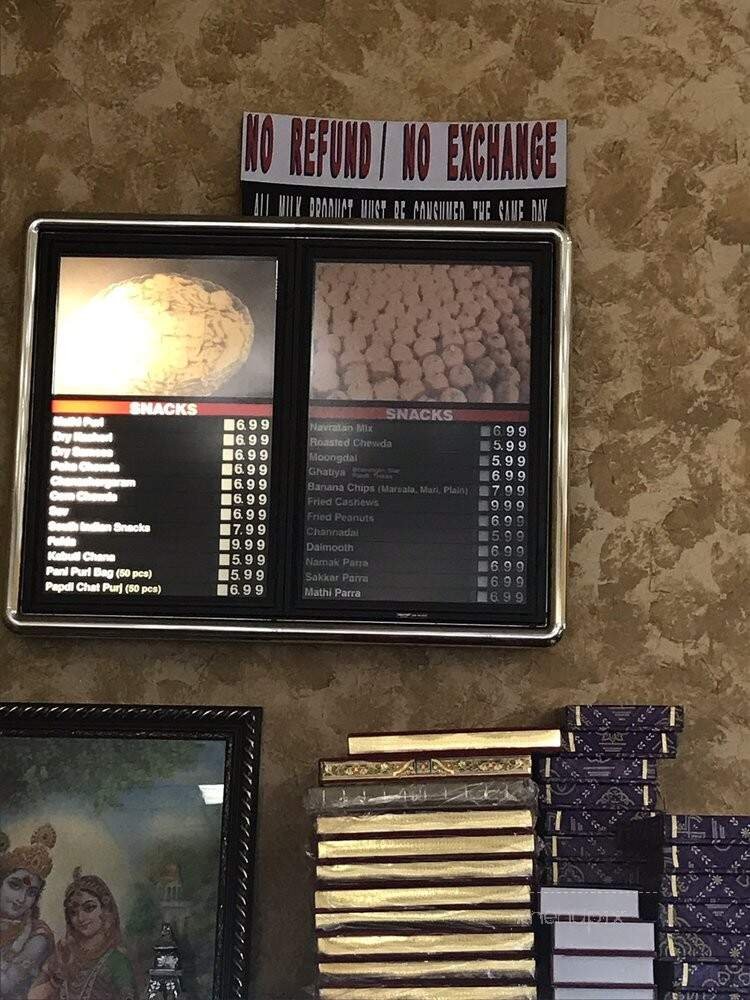 NO REFUND / NO EXCHANGE
ALL MILK PRODUCT MUST BE CONSUMED THE SAME DAY
SNACKS
Mathi Puri 6.99
Dry Kachori 6.99
Dry Samosa 6.99
Poha Chewda 6.99
Chanachorgaram 6.99
Corn Chewda 6.99
Sev 6.99
South Indian Snacks 7.99
Pakiza 9.99
Kabuli Chana 5.99
Pani Puri Bag (50 pcs) 5.99
Papdi Chat Purj (50 pcs) 6.99
SNACKS
Navratan Mix 6.99
Roasted Chewda 5.99
Moongdal 5.99
Ghatiya 6.99
Banana Chips (Marsala, Mari, Plain) 7.99
Fried Cashews 9.99
Fried Peanuts 6.99
Channadal 5.99
Dalmooth 6.99
Namak Parra 6.99
Sakkar Parra 6.99
Mathi Parra 6.99
menupix